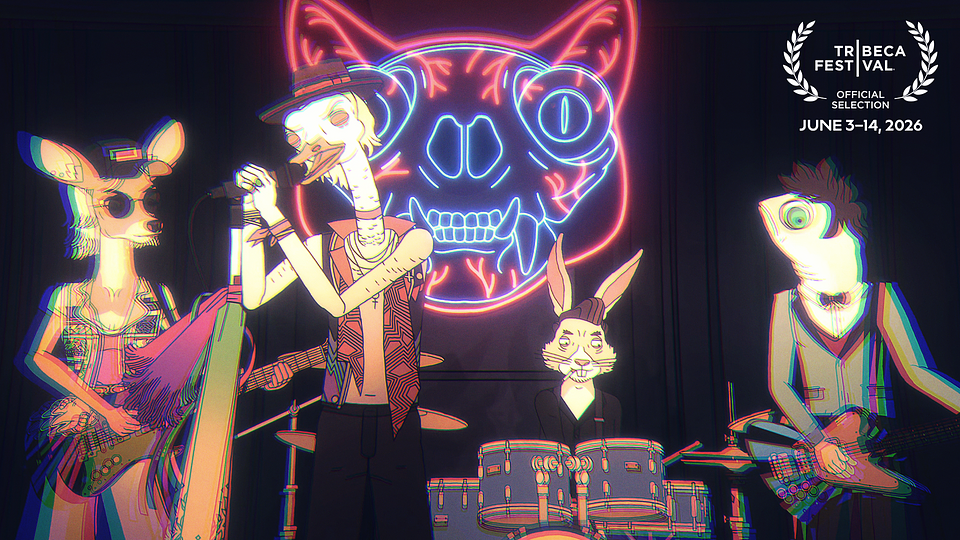 TRIBECA
FESTIVAL
OFFICIAL
SELECTION
JUNE 3–14, 2026